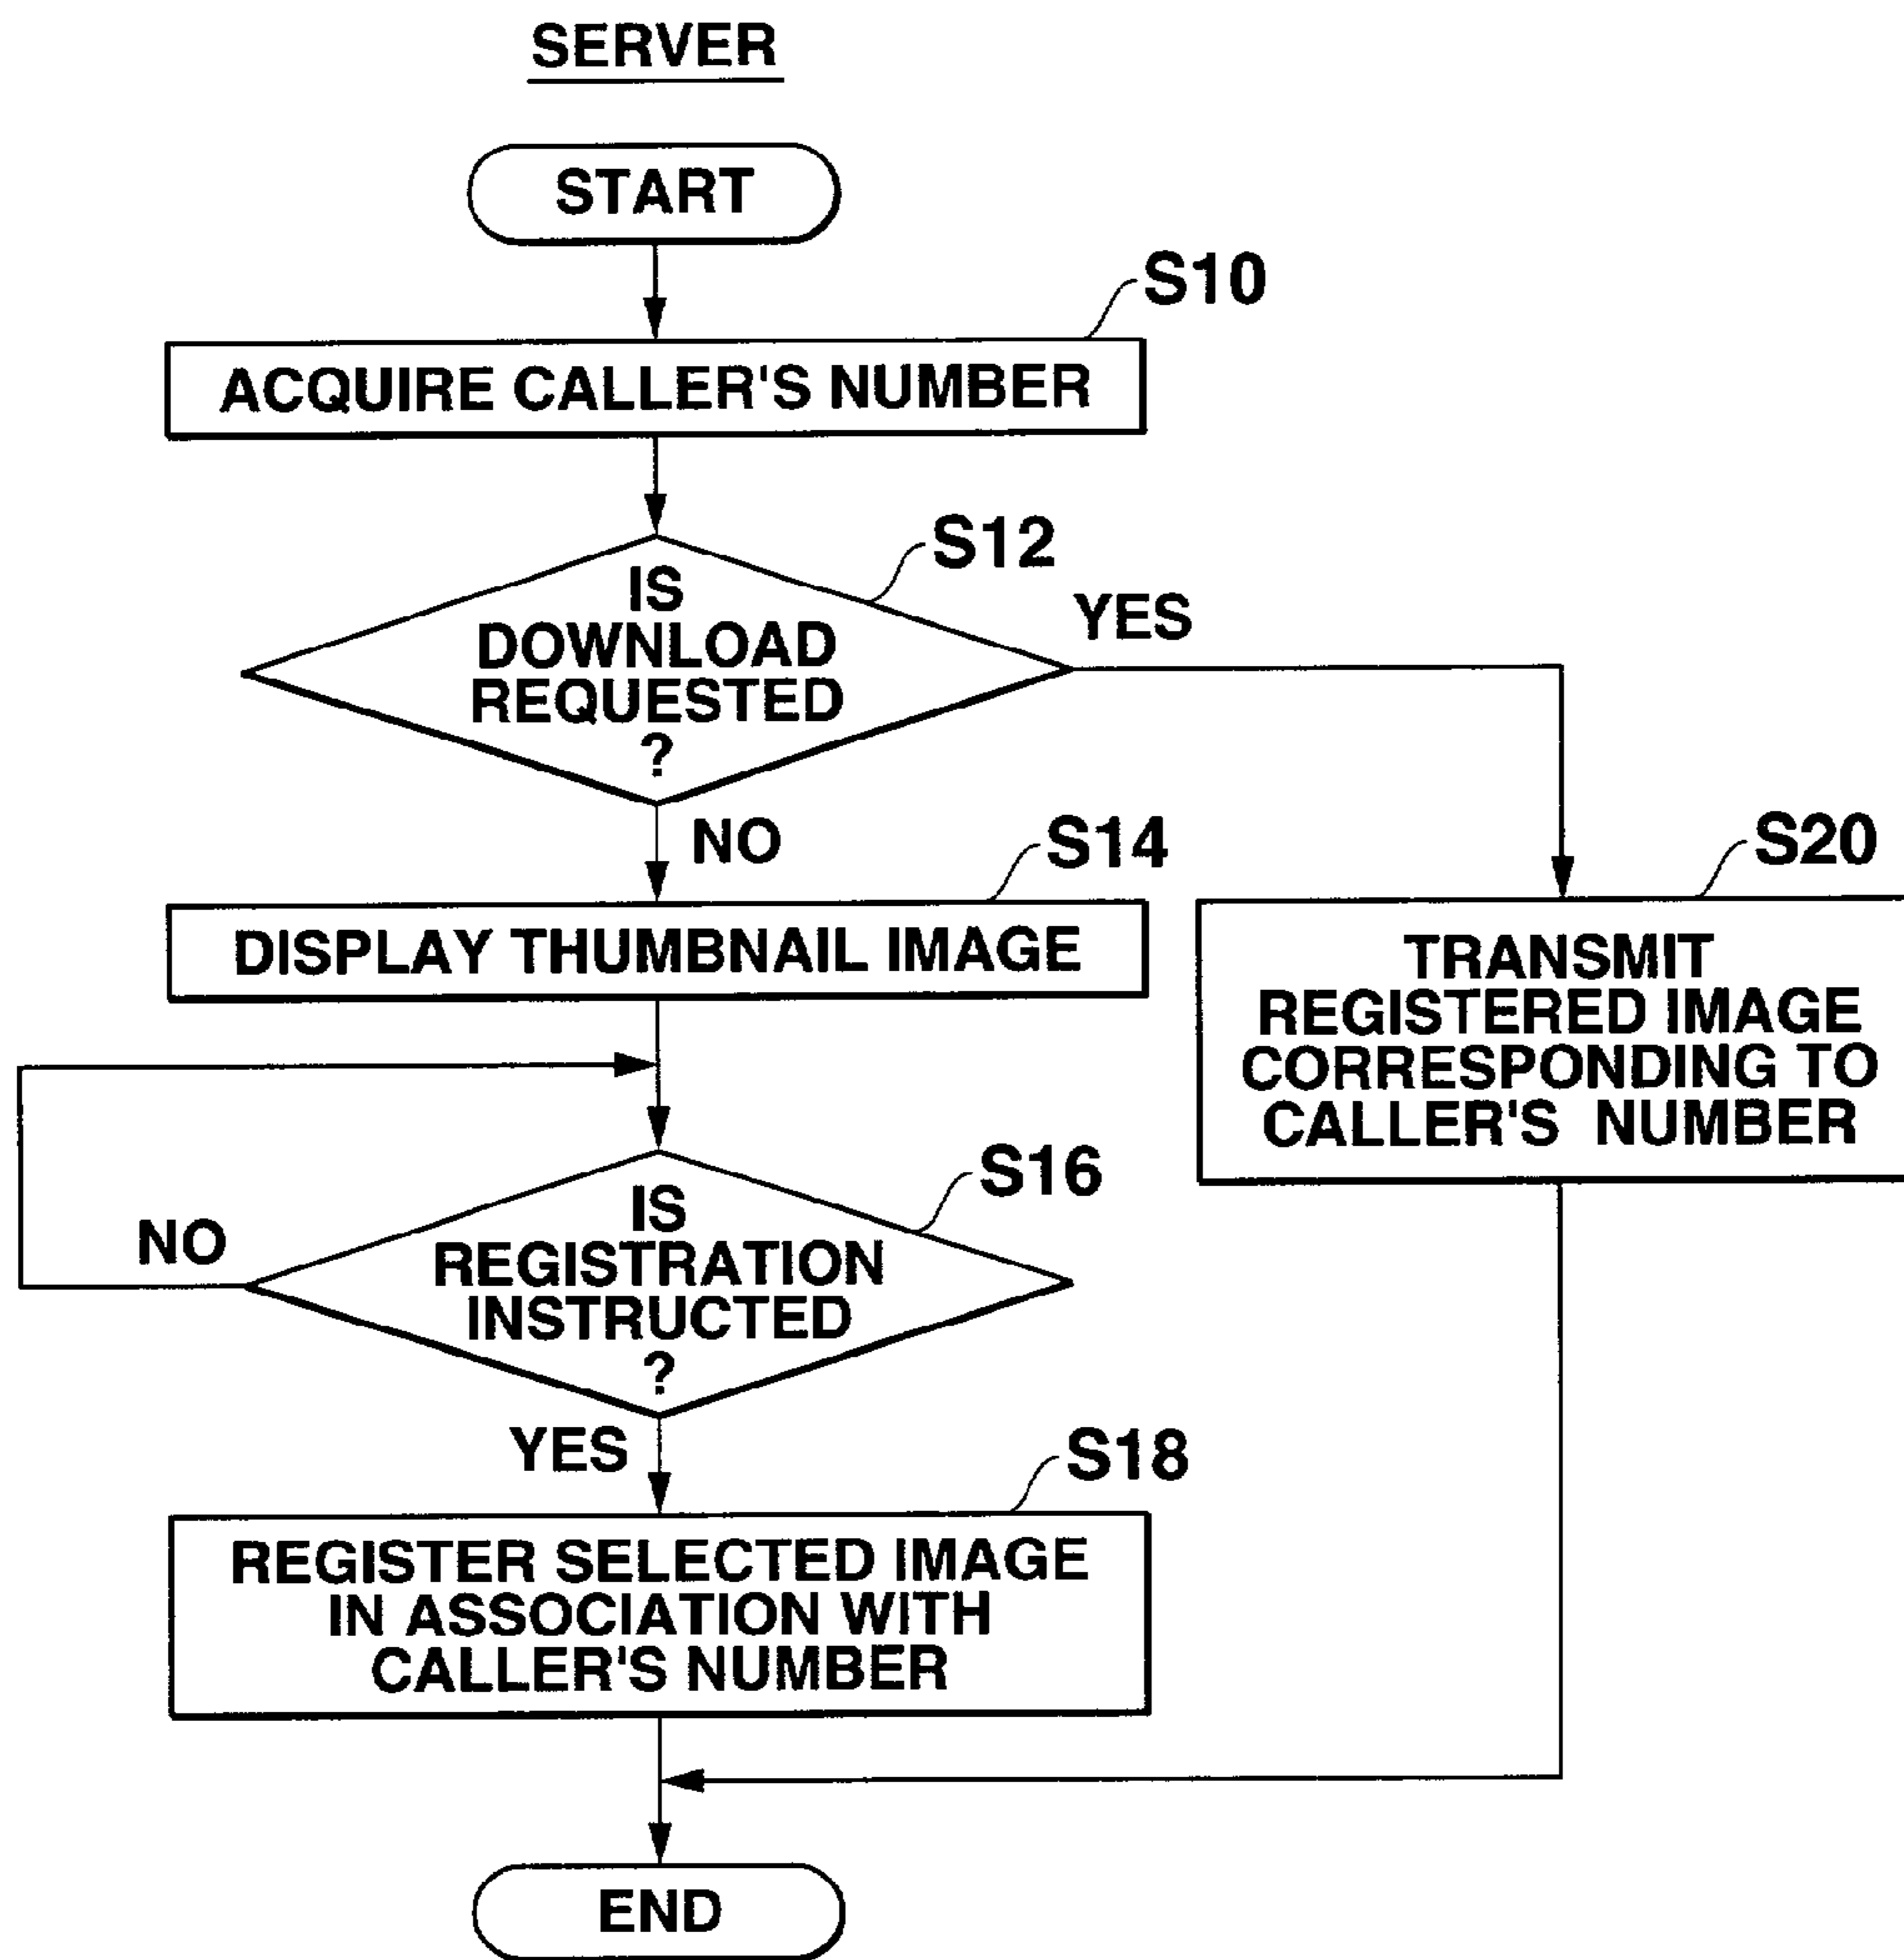 SERVER
START
S10
ACQUIRE CALLER'S NUMBER
S12
IS
DOWNLOAD
REQUESTED
?
YES
NO
S14
DISPLAY THUMBNAIL IMAGE
S20
TRANSMIT
REGISTERED IMAGE
CORRESPONDING TO
CALLER'S NUMBER
S16
IS
REGISTRATION
INSTRUCTED
?
NO
YES
S18
REGISTER SELECTED IMAGE
IN ASSOCIATION WITH
CALLER'S NUMBER
END